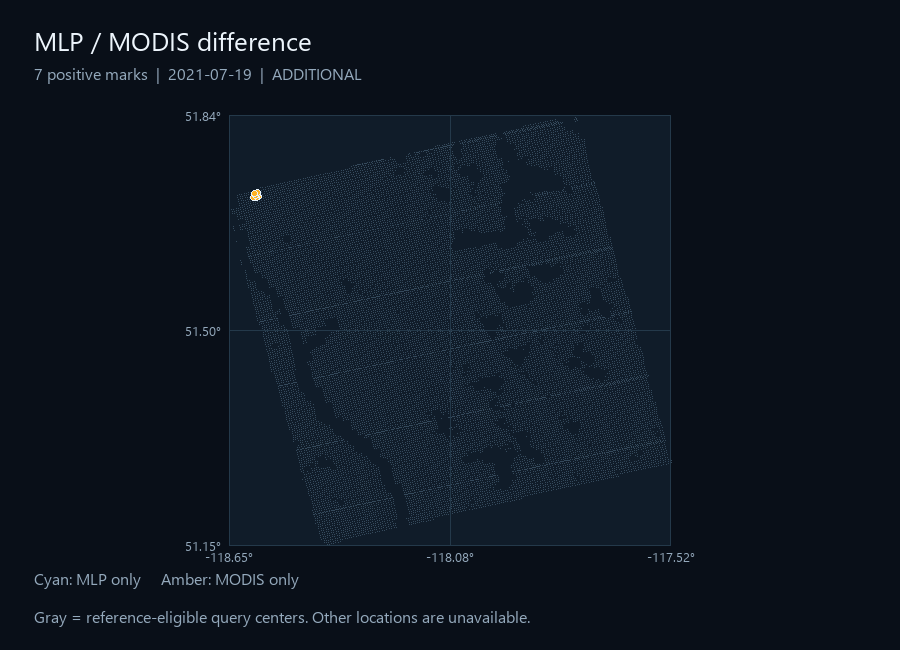 MLP / MODIS difference
7 positive marks | 2021-07-19 | ADDITIONAL
51.84°
51.50°
51.15°
-118.65° -118.08° -117.52°
Cyan: MLP only Amber: MODIS only
Gray = reference-eligible query centers. Other locations are unavailable.